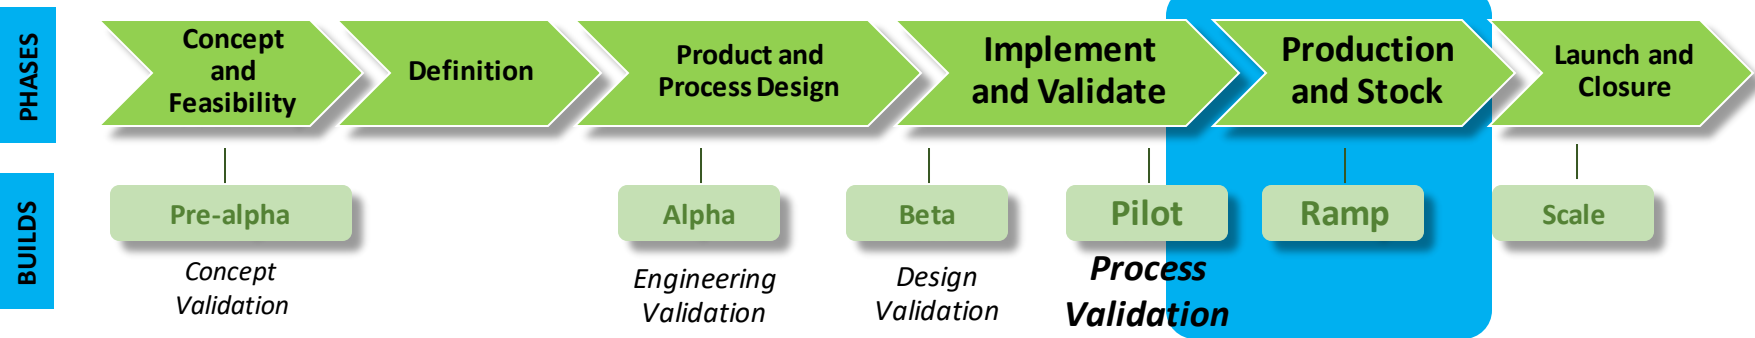 PHASES
Concept
and
Feasibility
Definition
Product and
Process Design
Implement
and Validate
Production
and Stock
Launch and
Closure
BUILDS
Pre-alpha
Alpha
Beta
Pilot
Ramp
Scale
Concept
Validation
Engineering
Validation
Design
Validation
Process
Validation